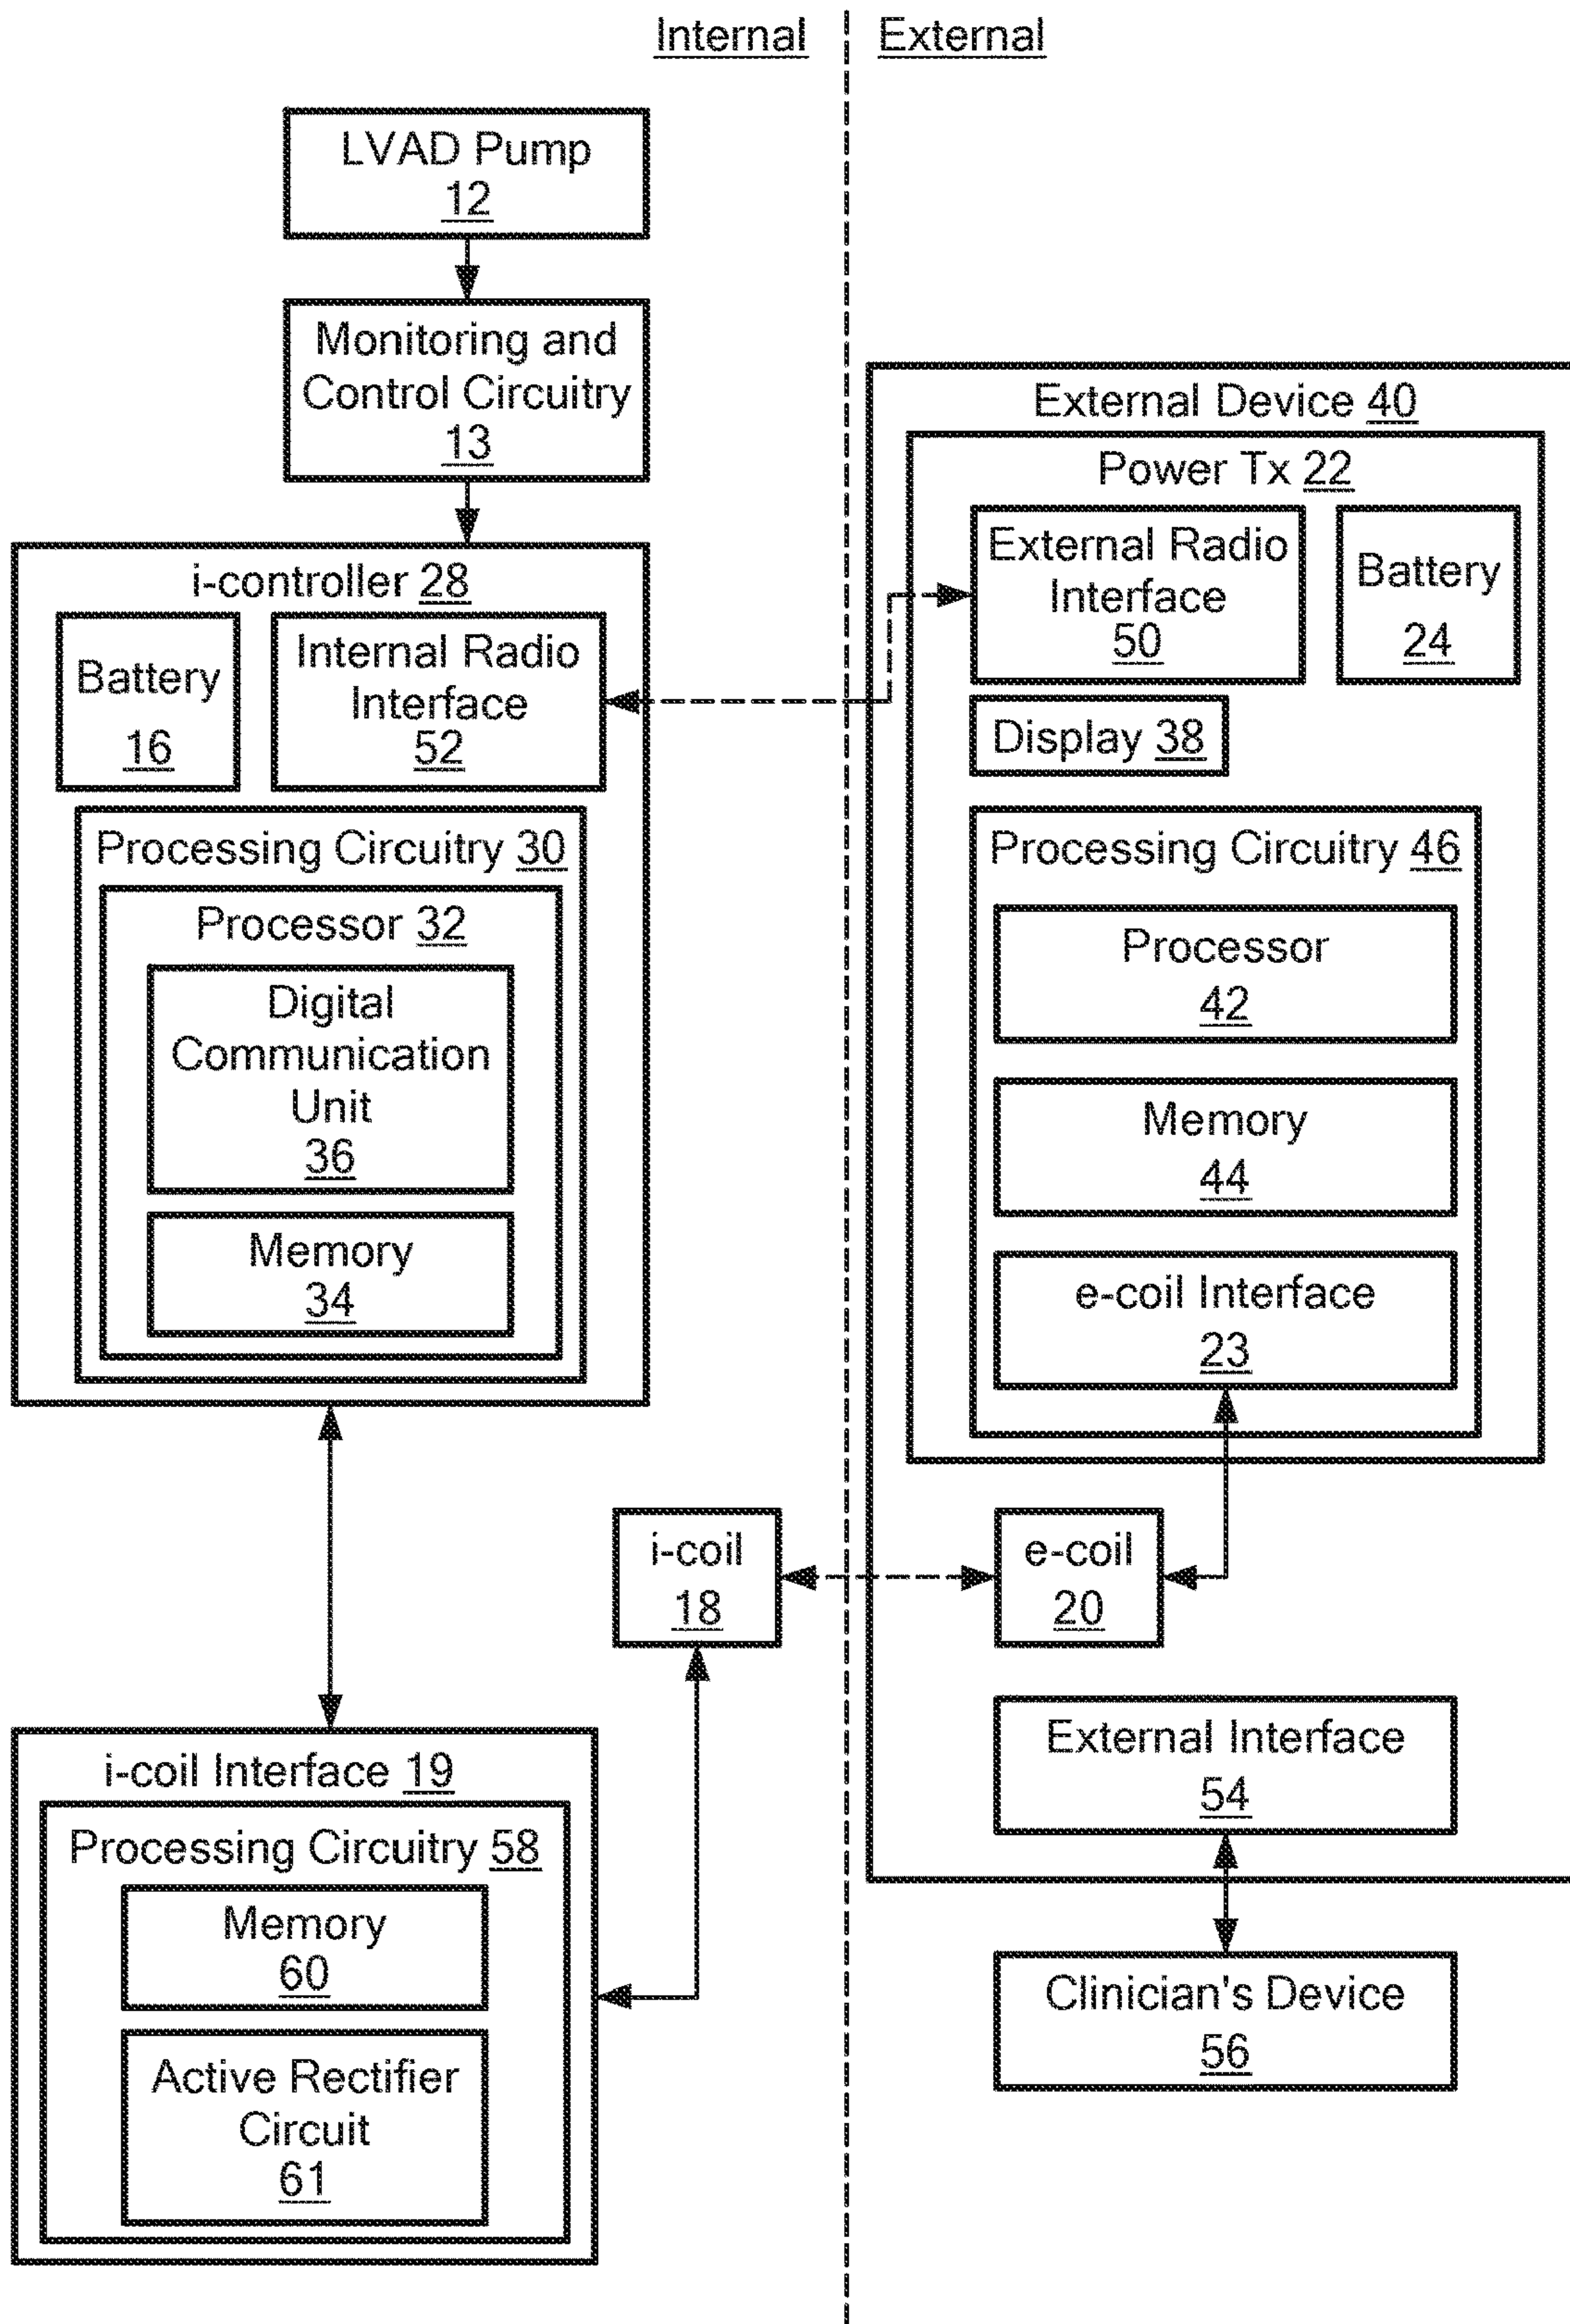 Internal
External
LVAD Pump
12
Monitoring and
Control Circuitry
13
i-controller 28
Battery
16
Internal Radio
Interface
52
Processing Circuitry 30
Processor 32
Digital
Communication
Unit
36
Memory
34
i-coil
18
i-coil Interface 19
Processing Circuitry 58
Memory
60
Active Rectifier
Circuit
61
External Device 40
Power Tx 22
External Radio
Interface
50
Battery
24
Display 38
Processing Circuitry 46
Processor
42
Memory
44
e-coil Interface
23
e-coil
20
External Interface
54
Clinician's Device
56